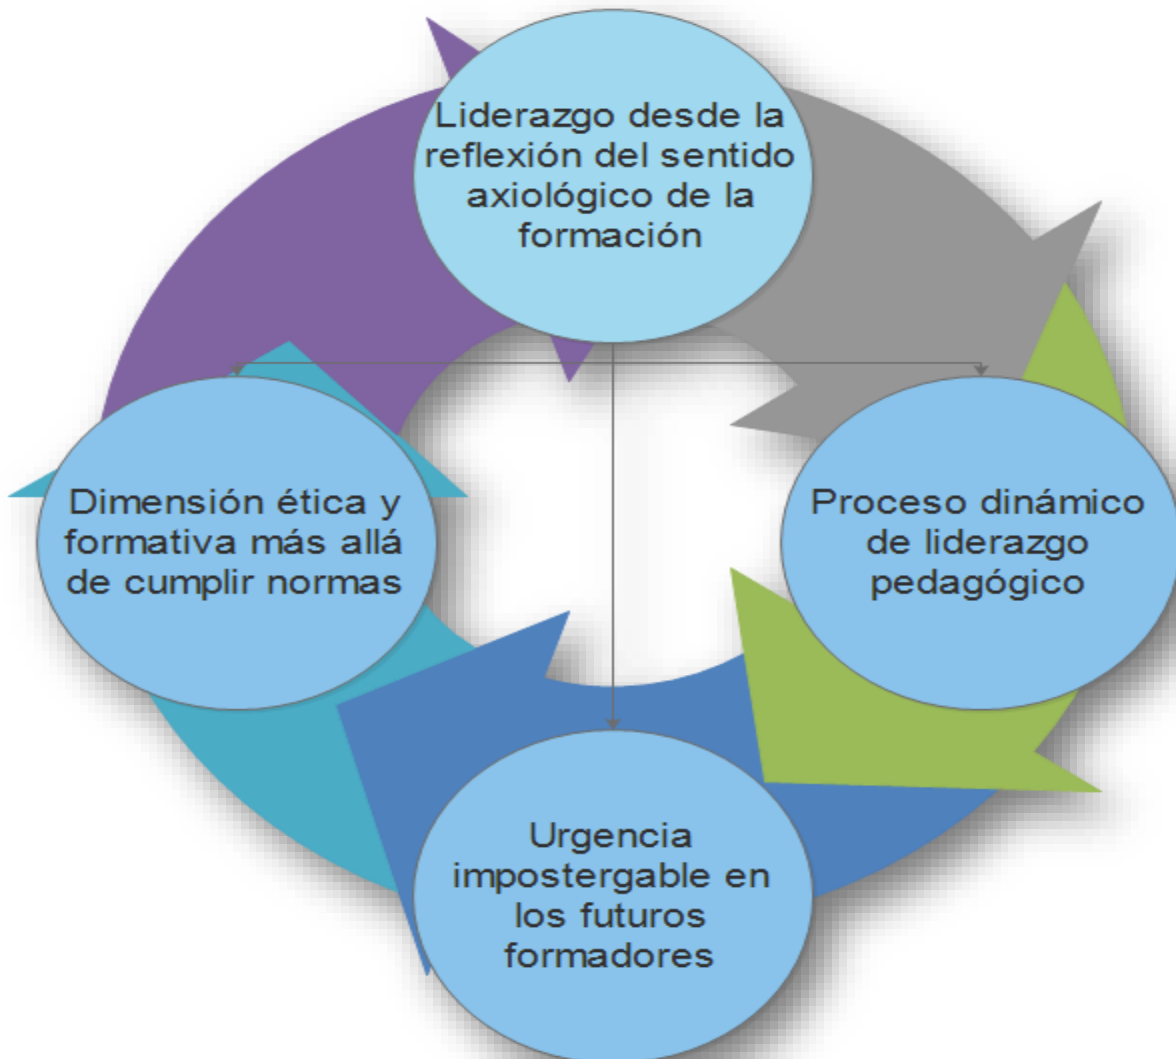 Liderazgo desde la
reflexión del sentido
axiológico de la
formación
Dimensión ética y
formativa más allá
de cumplir normas
Proceso dinámico
de liderazgo
pedagógico
Urgencia
impostergable en
los futuros
formadores